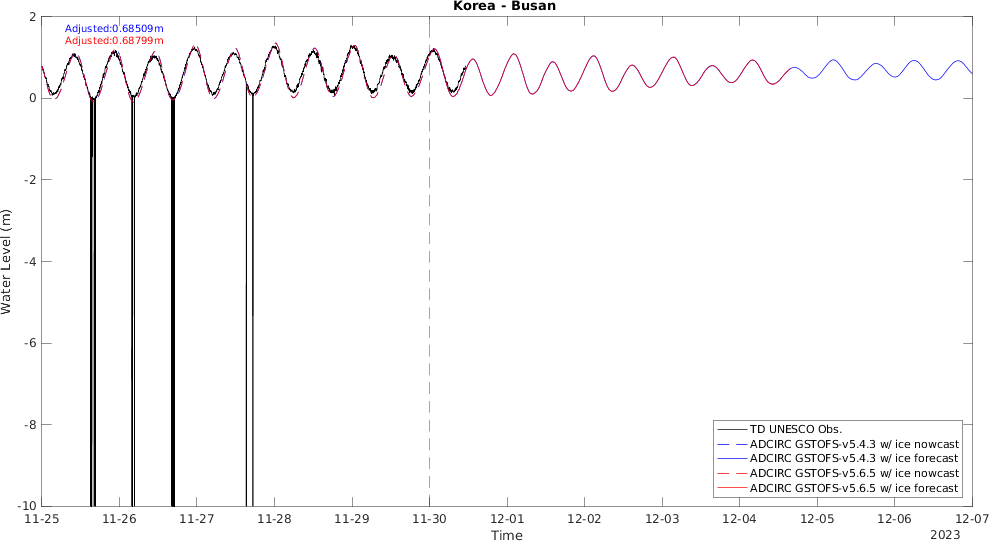 Korea - Busan
Adjusted:0.68509m
Adjusted:0.68799m
2
0
-2
-4
-6
-8
-10
Water Level (m)
TD UNESCO Obs.
ADCIRC GSTOFS-v5.4.3 w/ ice nowcast
ADCIRC GSTOFS-v5.4.3 w/ ice forecast
ADCIRC GSTOFS-v5.6.5 w/ ice nowcast
ADCIRC GSTOFS-v5.6.5 w/ ice forecast
11-25 11-26 11-27 11-28 11-29 11-30 12-01 12-02 12-03 12-04 12-05 12-06 12-07
Time
2023